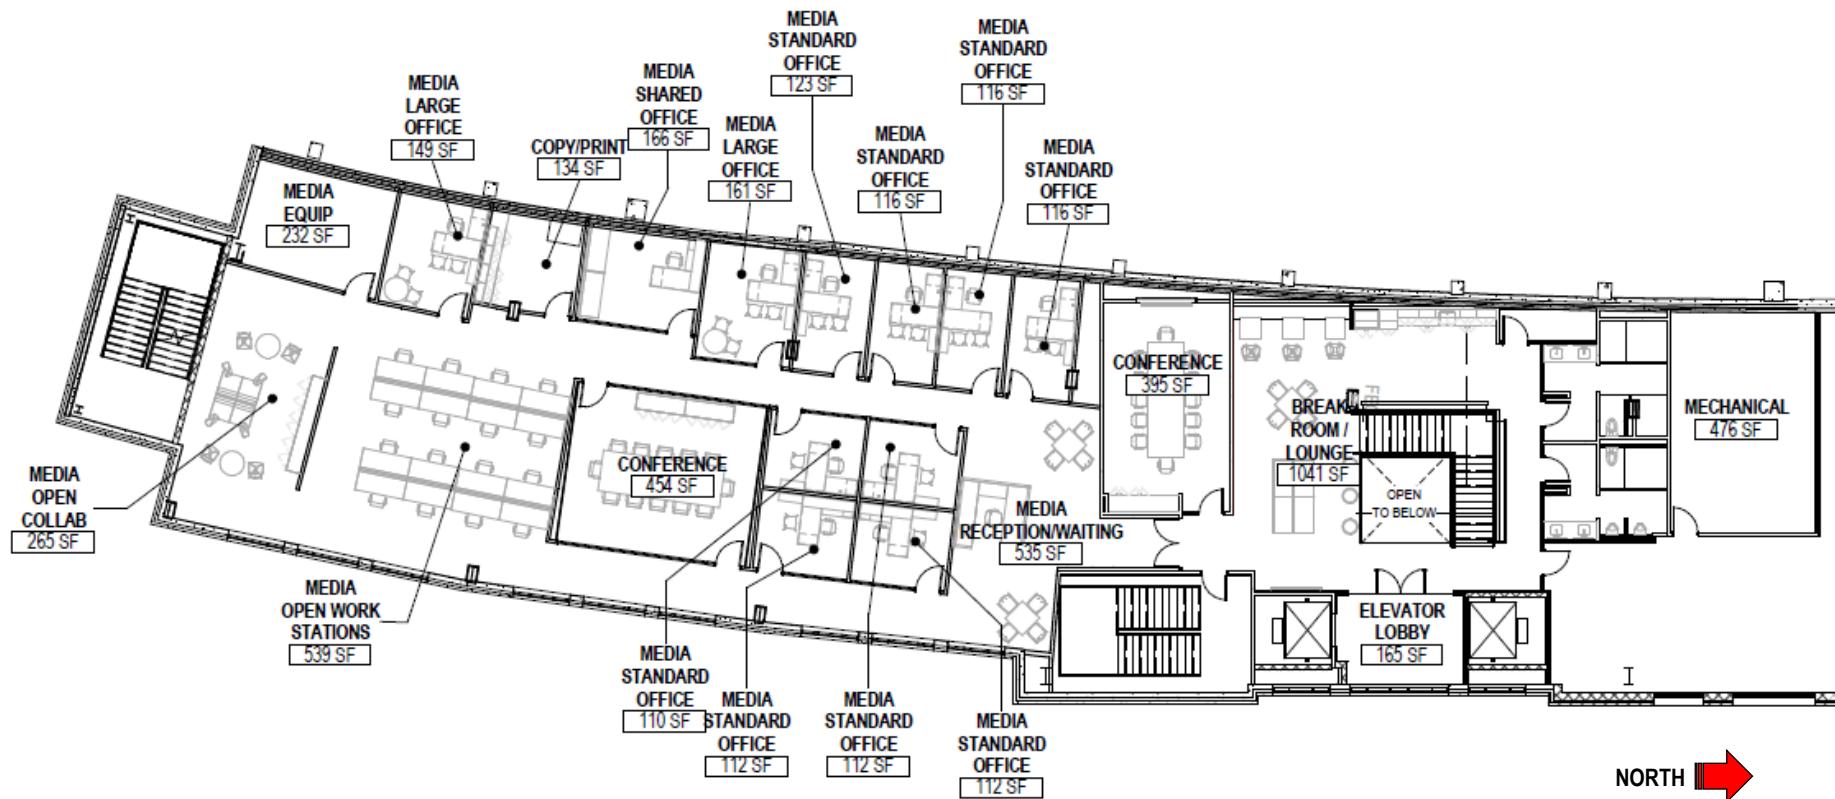 MEDIA
STANDARD
OFFICE
123 SF
MEDIA
STANDARD
OFFICE
116 SF
MEDIA
LARGE
OFFICE
149 SF
MEDIA
SHARED
OFFICE
166 SF
COPY/PRINT
134 SF
MEDIA
LARGE
OFFICE
161 SF
MEDIA
STANDARD
OFFICE
116 SF
MEDIA
STANDARD
OFFICE
116 SF
MEDIA
EQUIP
232 SF
CONFERENCE
395 SF
BREAK
ROOM /
LOUNGE
1041 SF
MECHANICAL
476 SF
OPEN
TO BELOW
CONFERENCE
454 SF
MEDIA
OPEN
COLLAB
265 SF
MEDIA
RECEPTION/WAITING
535 SF
MEDIA
OPEN WORK
STATIONS
539 SF
ELEVATOR
LOBBY
165 SF
MEDIA
STANDARD
OFFICE
110 SF
MEDIA
STANDARD
OFFICE
112 SF
MEDIA
STANDARD
OFFICE
112 SF
MEDIA
STANDARD
OFFICE
112 SF
NORTH